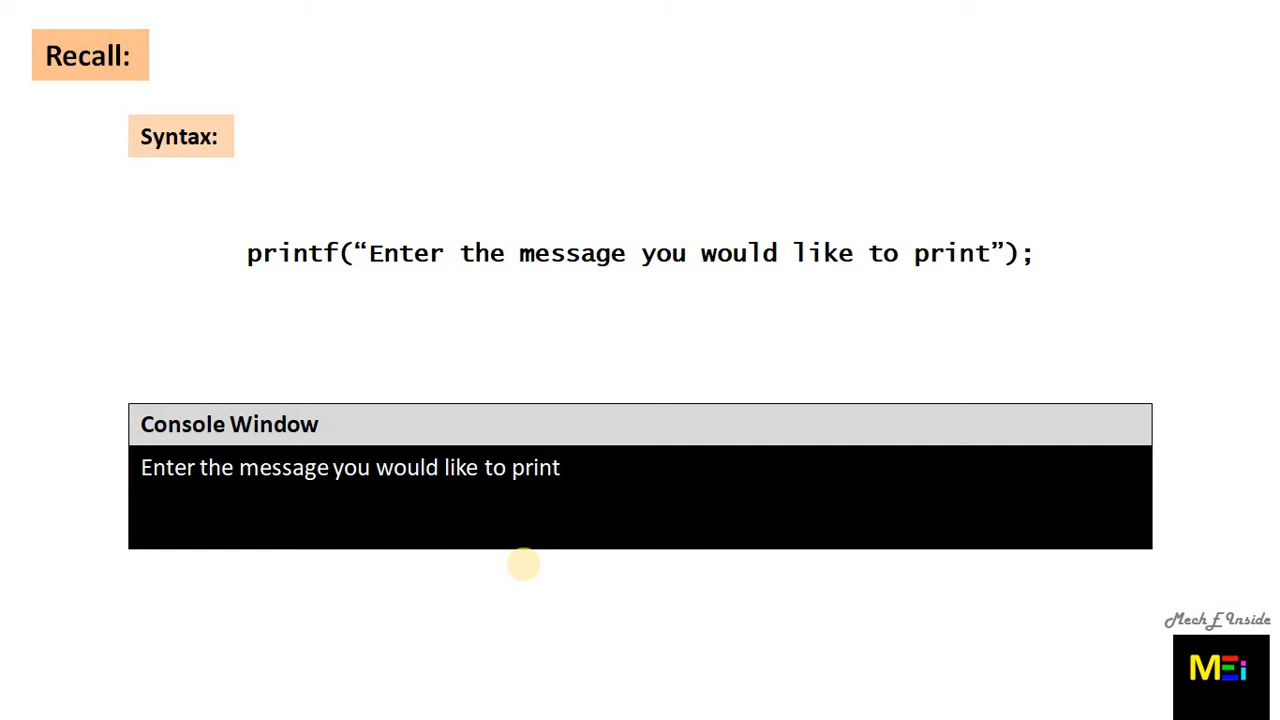 Recall:
Syntax:
printf(“Enter the message you would like to print”);
Console Window
Enter the message you would like to print
Mech E Inside
MEi